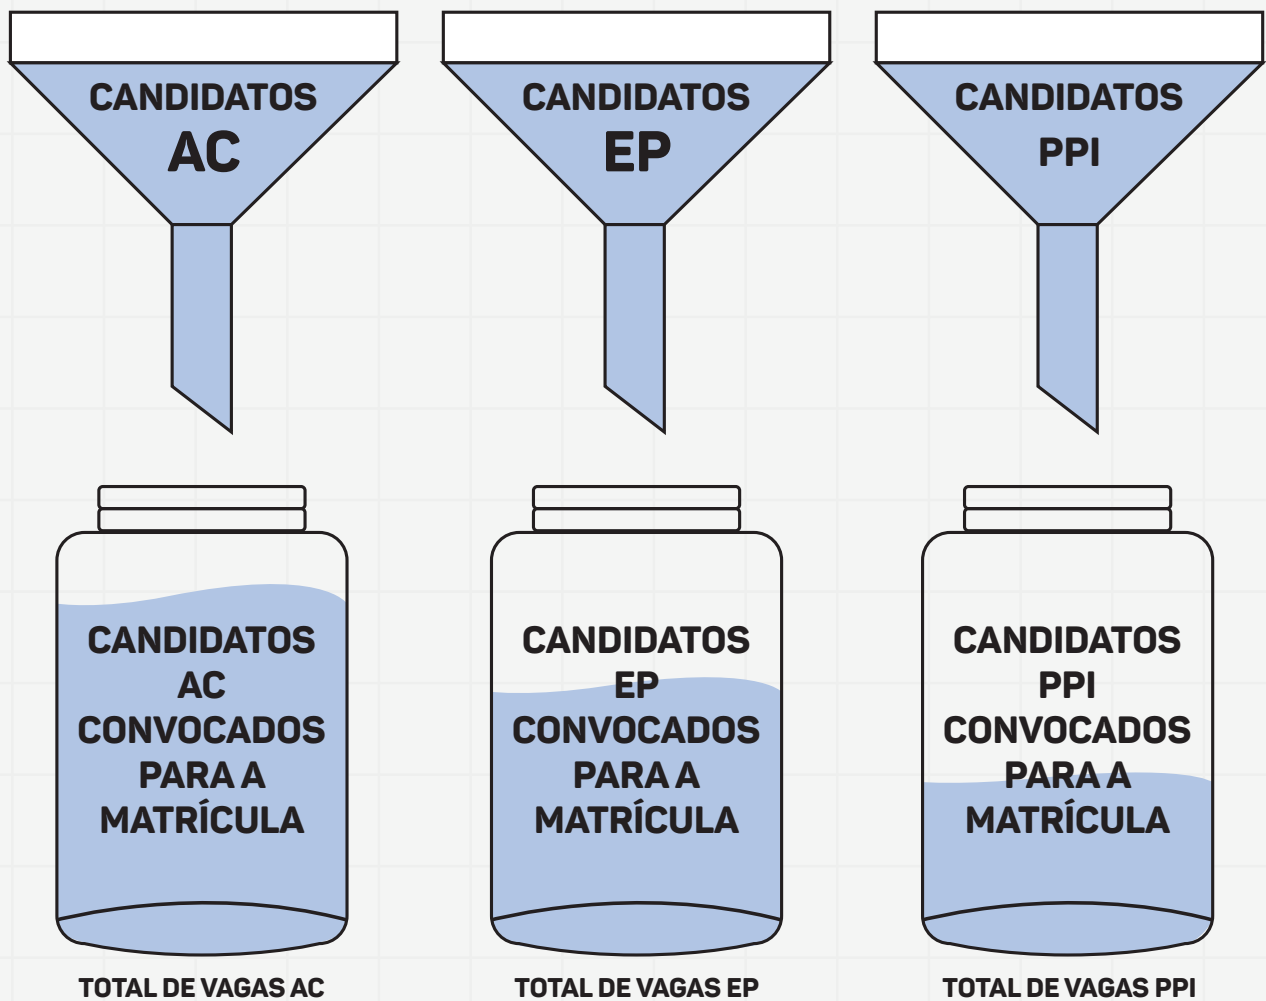 CANDIDATOS
AC
CANDIDATOS
EP
CANDIDATOS
PPI
CANDIDATOS
AC
CONVOCADOS
PARA A
MATRÍCULA
CANDIDATOS
EP
CONVOCADOS
PARA A
MATRÍCULA
CANDIDATOS
PPI
CONVOCADOS
PARA A
MATRÍCULA
TOTAL DE VAGAS AC
TOTAL DE VAGAS EP
TOTAL DE VAGAS PPI